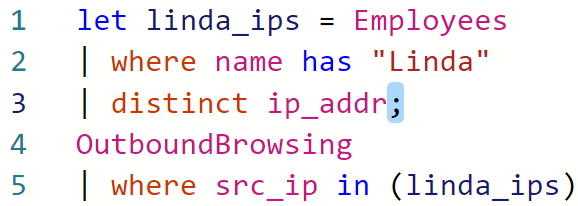 1 let linda_ips = Employees
2 | where name has "Linda"
3 | distinct ip_addr;
4 OutboundBrowsing
5 | where src_ip in (linda_ips)